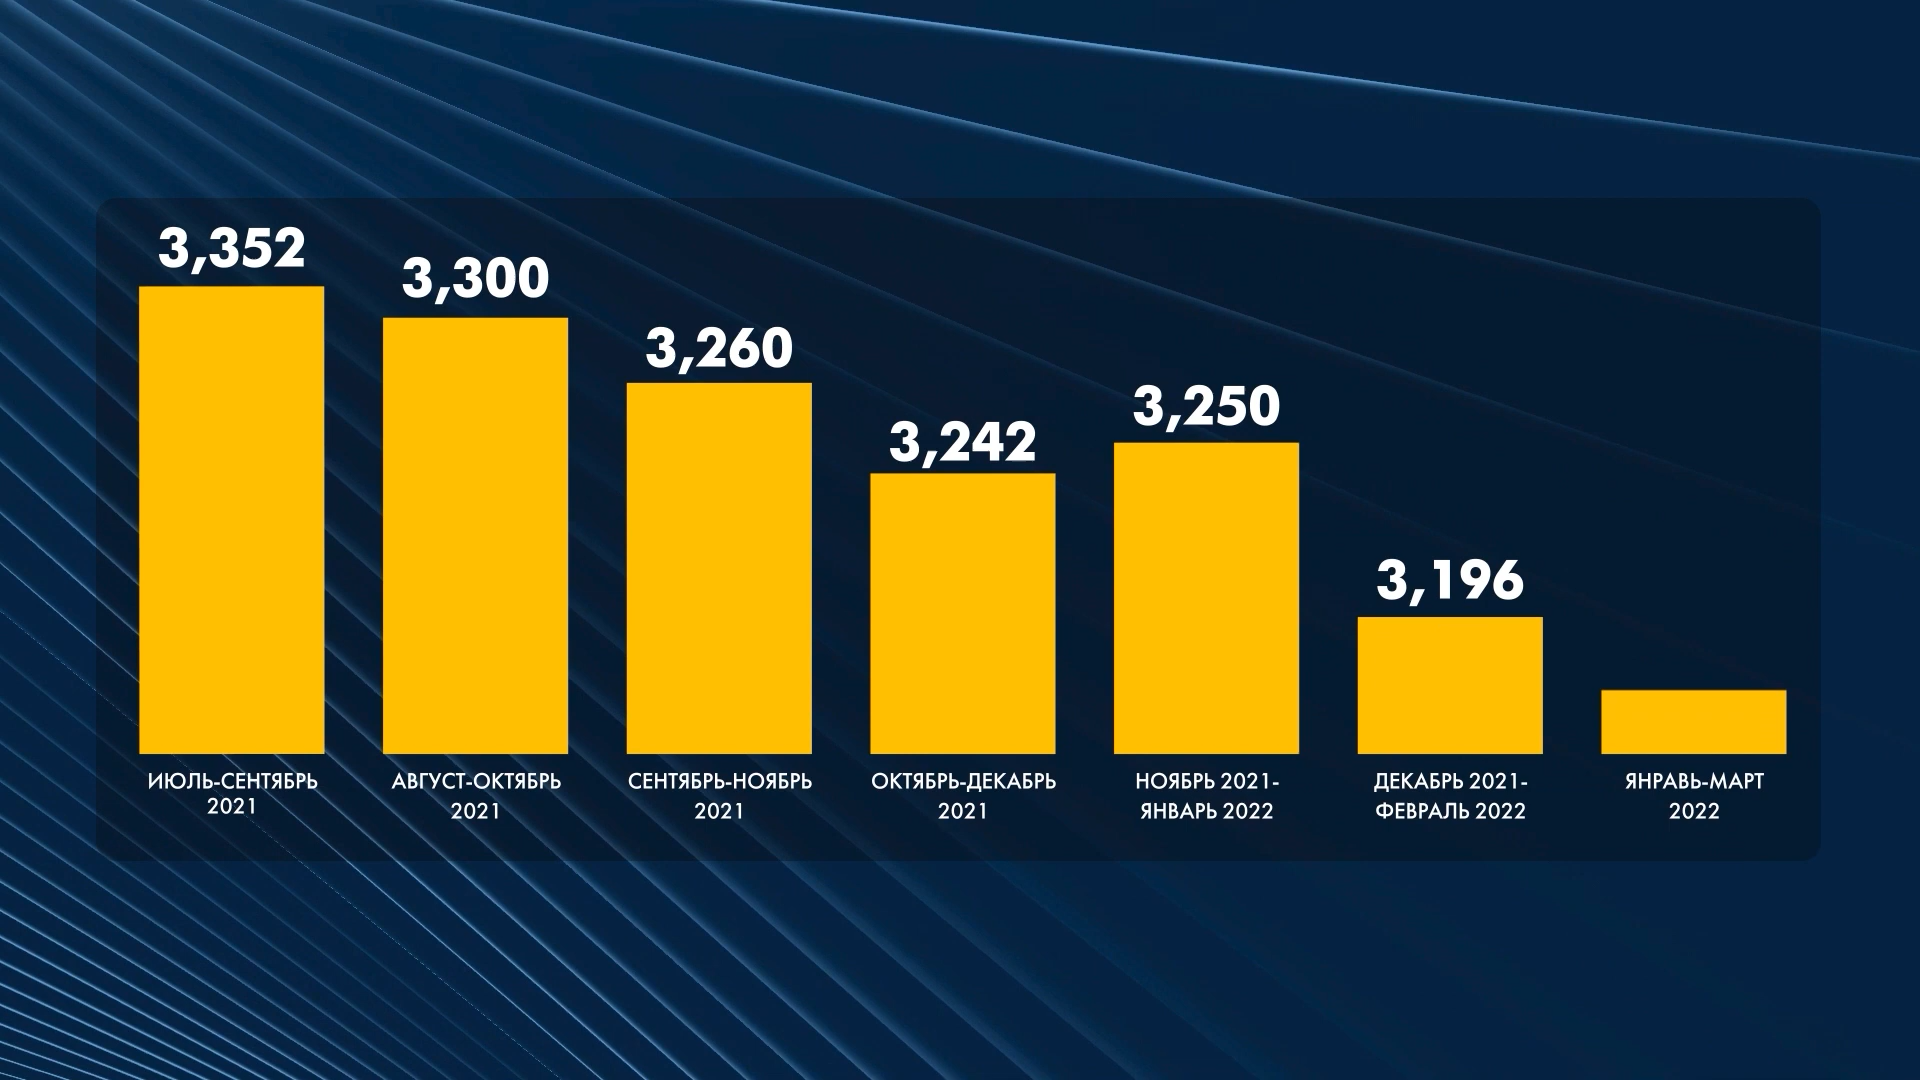 3,352
3,300
3,260
3,242
3,250
3,196
ИЮЛЬ-СЕНТЯБРЬ
2021
АВГУСТ-ОКТЯБРЬ
2021
СЕНТЯБРЬ-НОЯБРЬ
2021
ОКТЯБРЬ-ДЕКАБРЬ
2021
НОЯБРЬ 2021-
ЯНВАРЬ 2022
ДЕКАБРЬ 2021-
ФЕВРАЛЬ 2022
ЯНРАВЬ-МАРТ
2022